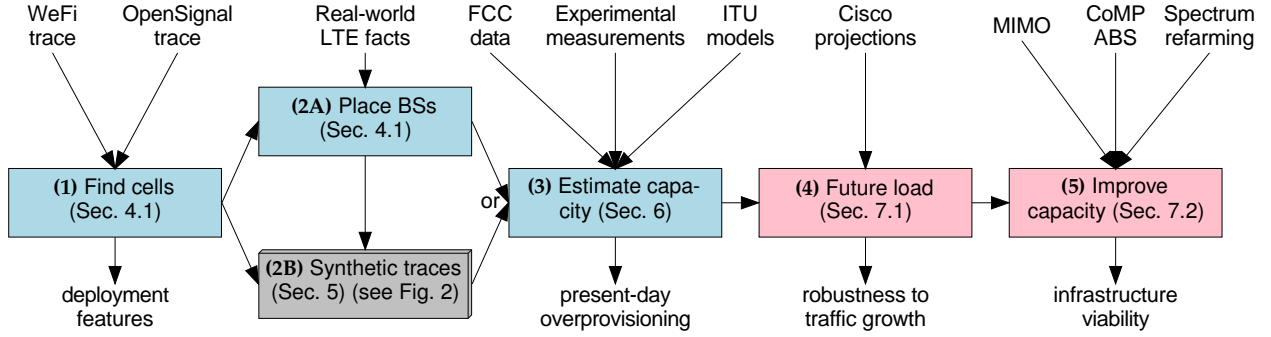 WeFi
trace
OpenSignal
trace
Real-world
LTE facts
FCC
data
Experimental
measurements
ITU
models
Cisco
projections
MIMO
CoMP
ABS
Spectrum
refarming
(1) Find cells
(Sec. 4.1)
(2A) Place BSs
(Sec. 4.1)
(2B) Synthetic traces
(Sec. 5) (see Fig. 2)
or
(3) Estimate capa-
city (Sec. 6)
(4) Future load
(Sec. 7.1)
(5) Improve
capacity (Sec. 7.2)
deployment
features
present-day
overprovisioning
robustness to
traffic growth
infrastructure
viability